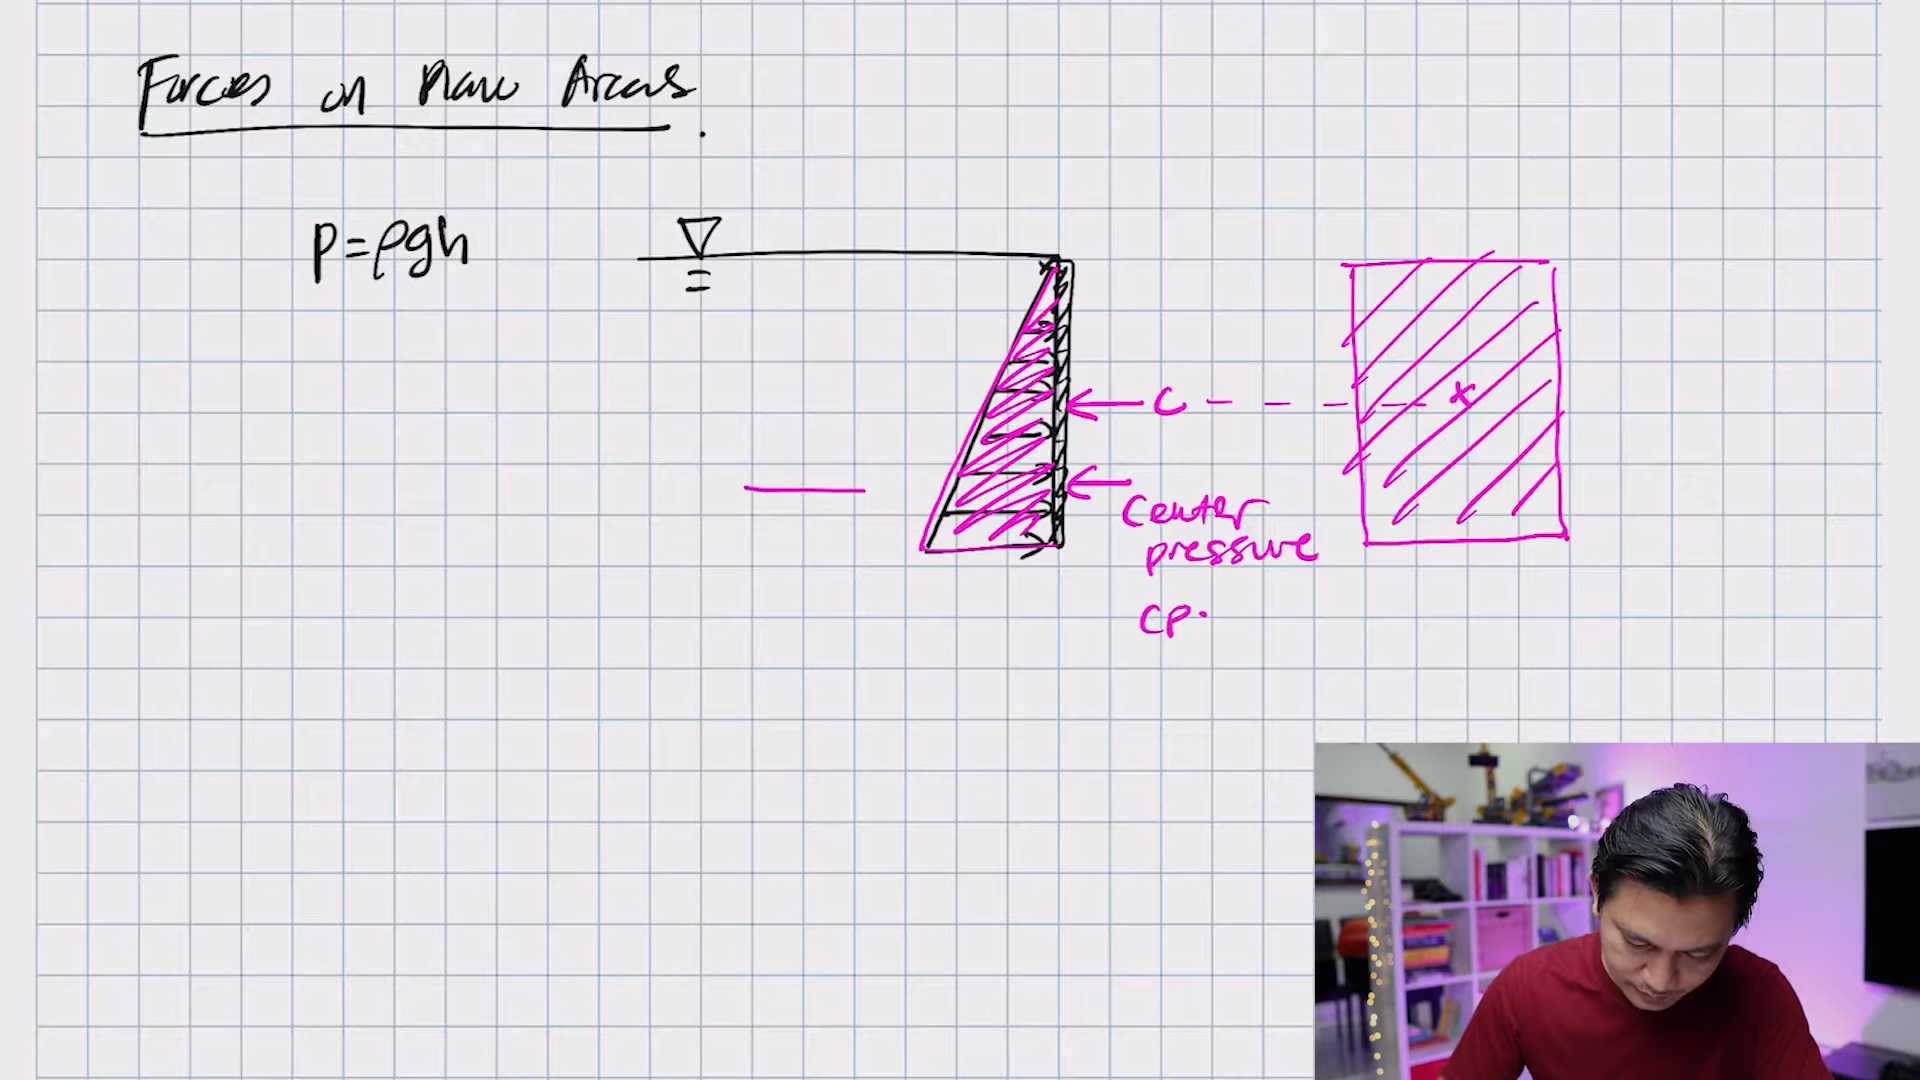 Forces on Plane Areas.
p=ρgh
C
Center
pressure
CP.